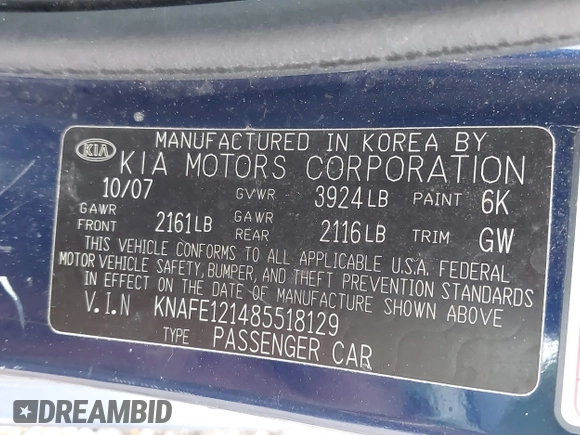 MANUFACTURED IN KOREA BY
KIA KIA MOTORS CORPORATION
10/07 GVWR 3924LB PAINT 6K
GAWR FRONT 2161LB GAWR REAR 2116LB TRIM GW
THIS VEHICLE CONFORMS TO ALL APPLICABLE U.S.A. FEDERAL
MOTOR VEHICLE SAFETY, BUMPER, AND THEFT PREVENTION STANDARDS
IN EFFECT ON THE DATE OF MANUFACTURE SHOWN ABOVE
V.I.N KNAFE121485518129
TYPE PASSENGER CAR
DREAMBID